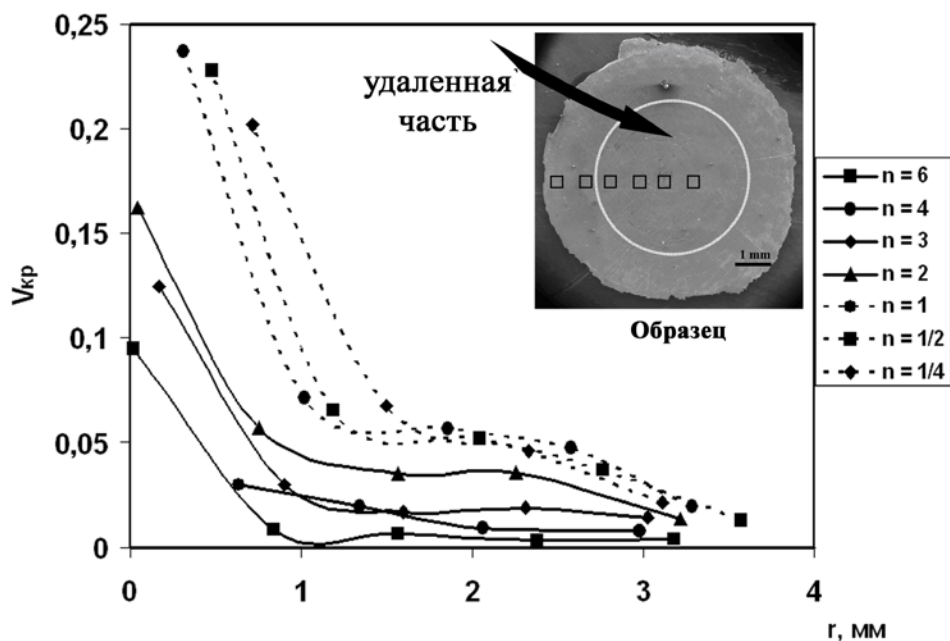 0,25
0,2
0,15
0,1
0,05
0
Vкр
0
1
2
3
4
r, мм
удаленная
часть
1 mm
Образец
n = 6
n = 4
n = 3
n = 2
n = 1
n = 1/2
n = 1/4